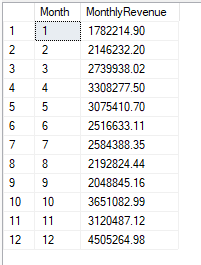 Month MonthlyRevenue
1 1 1782214.90
2 2 2146232.20
3 3 2739938.02
4 4 3308277.50
5 5 3075410.70
6 6 2516633.11
7 7 2584388.35
8 8 2192824.44
9 9 2048845.16
10 10 3651082.99
11 11 3120487.12
12 12 4505264.98